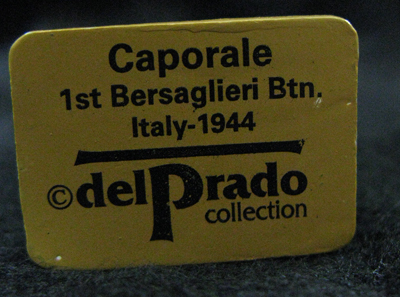 Caporale
1st Bersaglieri Btn.
Italy-1944
©delPrado
collection